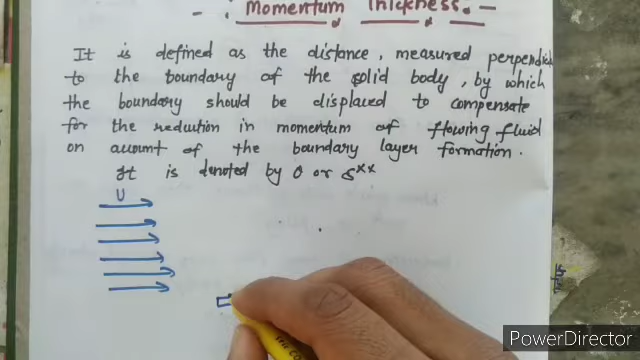 - . Momentum Thickness. -
It is defined as the distance, measured perpendi
to the boundary of the solid body, by which
the boundary should be displaced to compensate
for the reduction in momentum of flowing fluid
on account of the boundary layer formation.
It is denoted by θ or δ**
U
PowerDirector